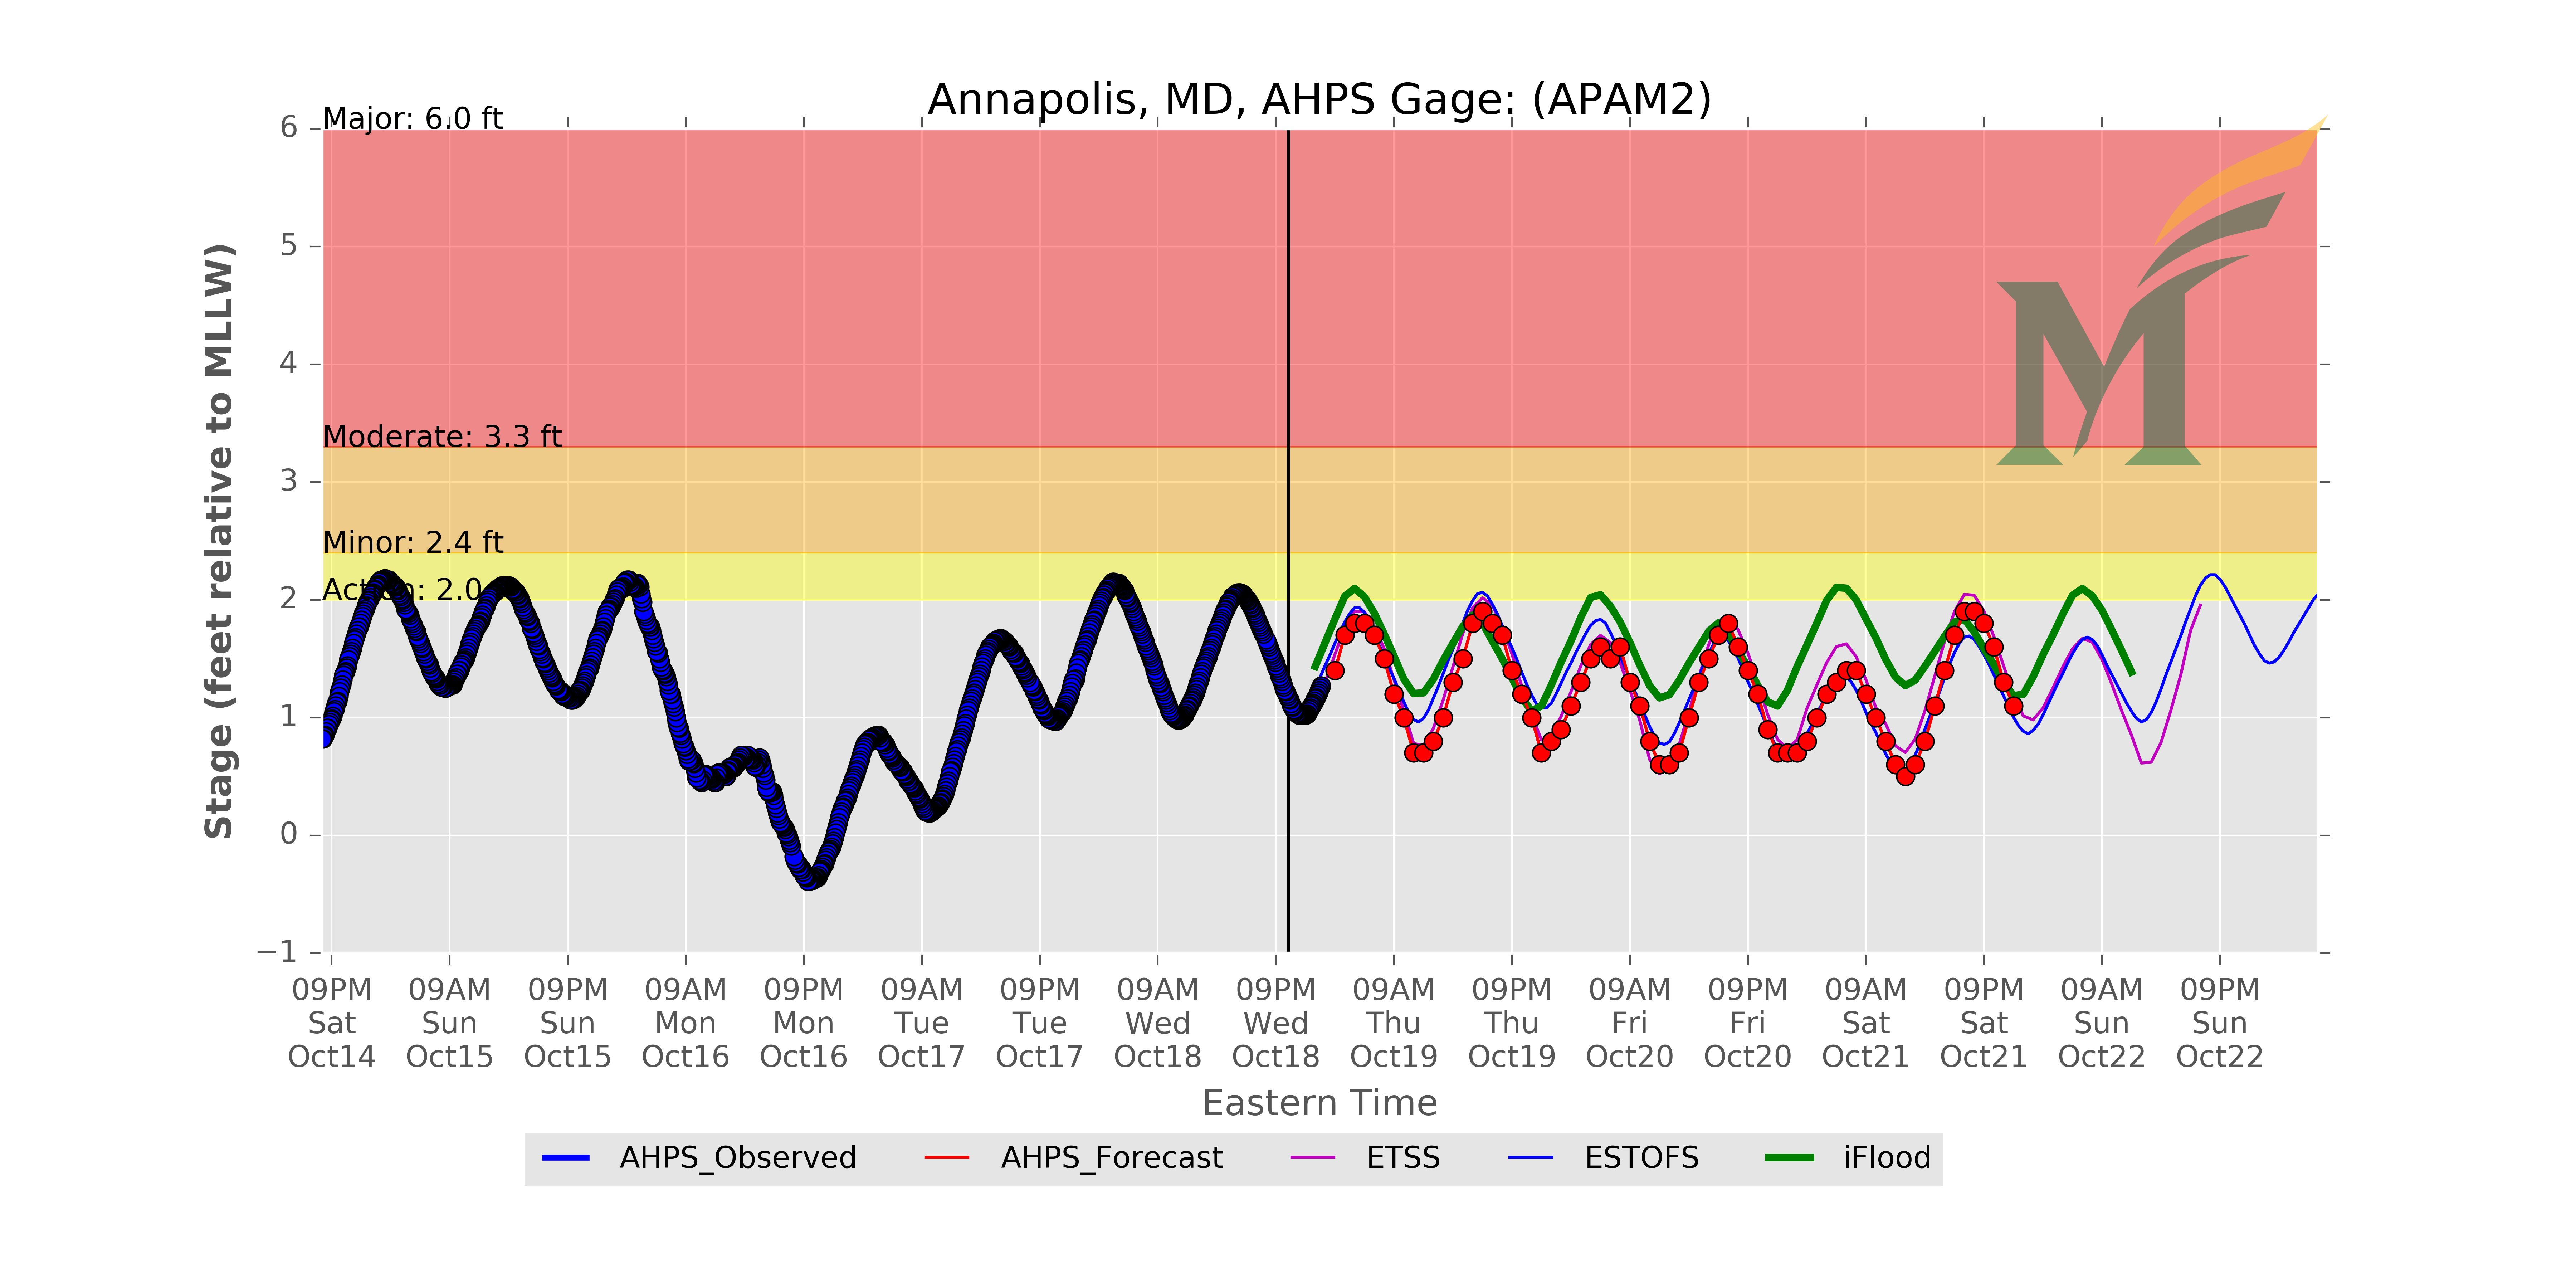 Annapolis, MD, AHPS Gage: (APAM2)
Major: 6.0 ft
Moderate: 3.3 ft
Minor: 2.4 ft
Action: 2.0
6
5
4
3
2
1
0
−1
Stage (feet relative to MLLW)
09PM 09AM 09PM 09AM 09PM 09AM 09PM 09AM 09PM 09AM 09PM 09AM 09PM 09AM 09PM 09AM 09PM
Sat Sun Sun Mon Mon Tue Tue Wed Wed Thu Thu Fri Fri Sat Sat Sun Sun
Oct14 Oct15 Oct15 Oct16 Oct16 Oct17 Oct17 Oct18 Oct18 Oct19 Oct19 Oct20 Oct20 Oct21 Oct21 Oct22 Oct22
Eastern Time
AHPS_Observed AHPS_Forecast ETSS ESTOFS iFlood
M